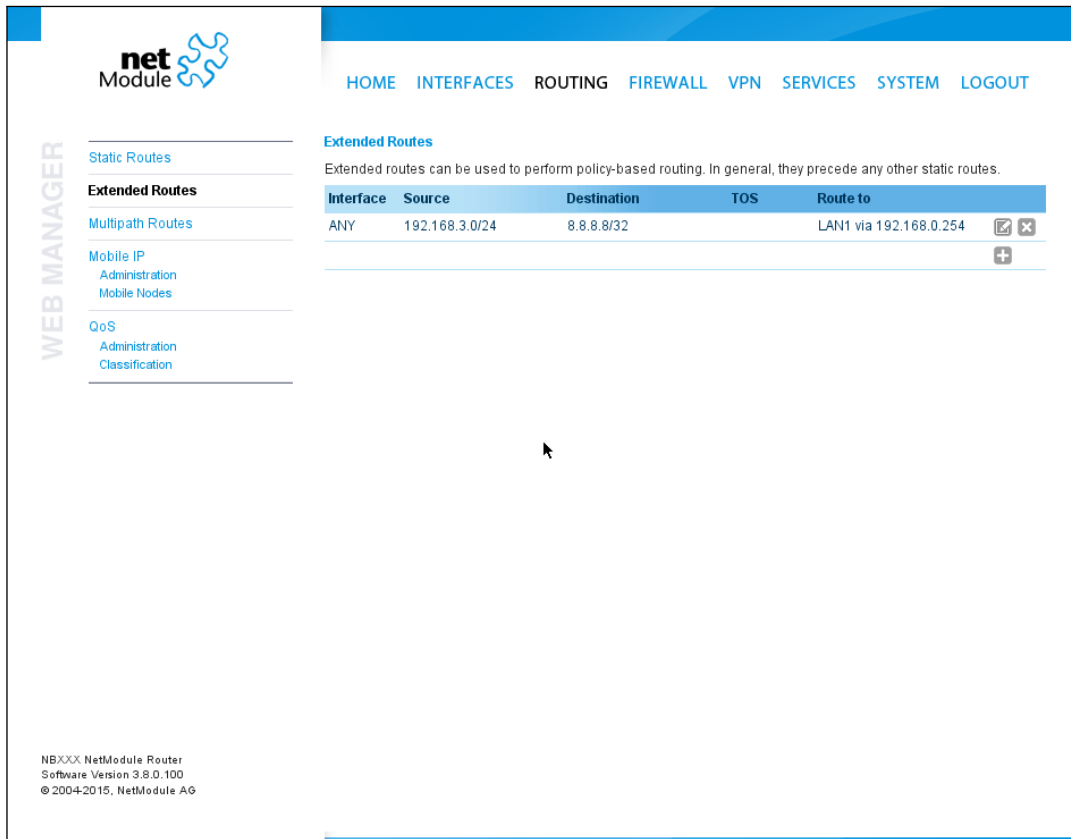 net
Module
HOME INTERFACES ROUTING FIREWALL VPN SERVICES SYSTEM LOGOUT
WEB MANAGER
Static Routes
Extended Routes
Multipath Routes
Mobile IP
Administration
Mobile Nodes
QoS
Administration
Classification
Extended Routes
Extended routes can be used to perform policy-based routing. In general, they precede any other static routes.
Interface Source Destination TOS Route to
ANY 192.168.3.0/24 8.8.8.8/32 LAN1 via 192.168.0.254
NBXXX NetModule Router
Software Version 3.8.0.100
© 2004-2015, NetModule AG